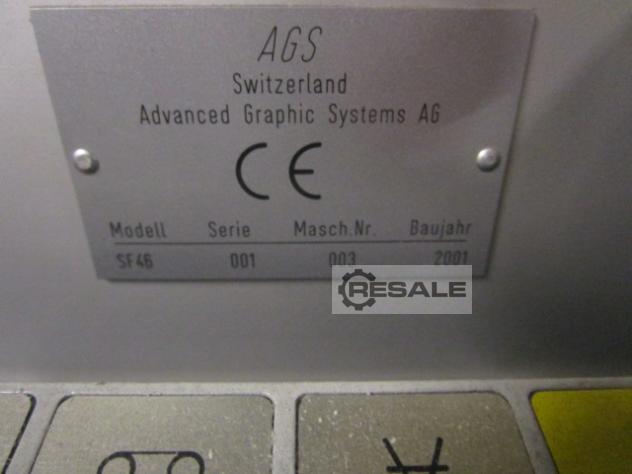 AGS
Switzerland
Advanced Graphic Systems AG
CE
Modell Serie Masch.Nr. Baujahr
SF46 001 003 2001
RESALE